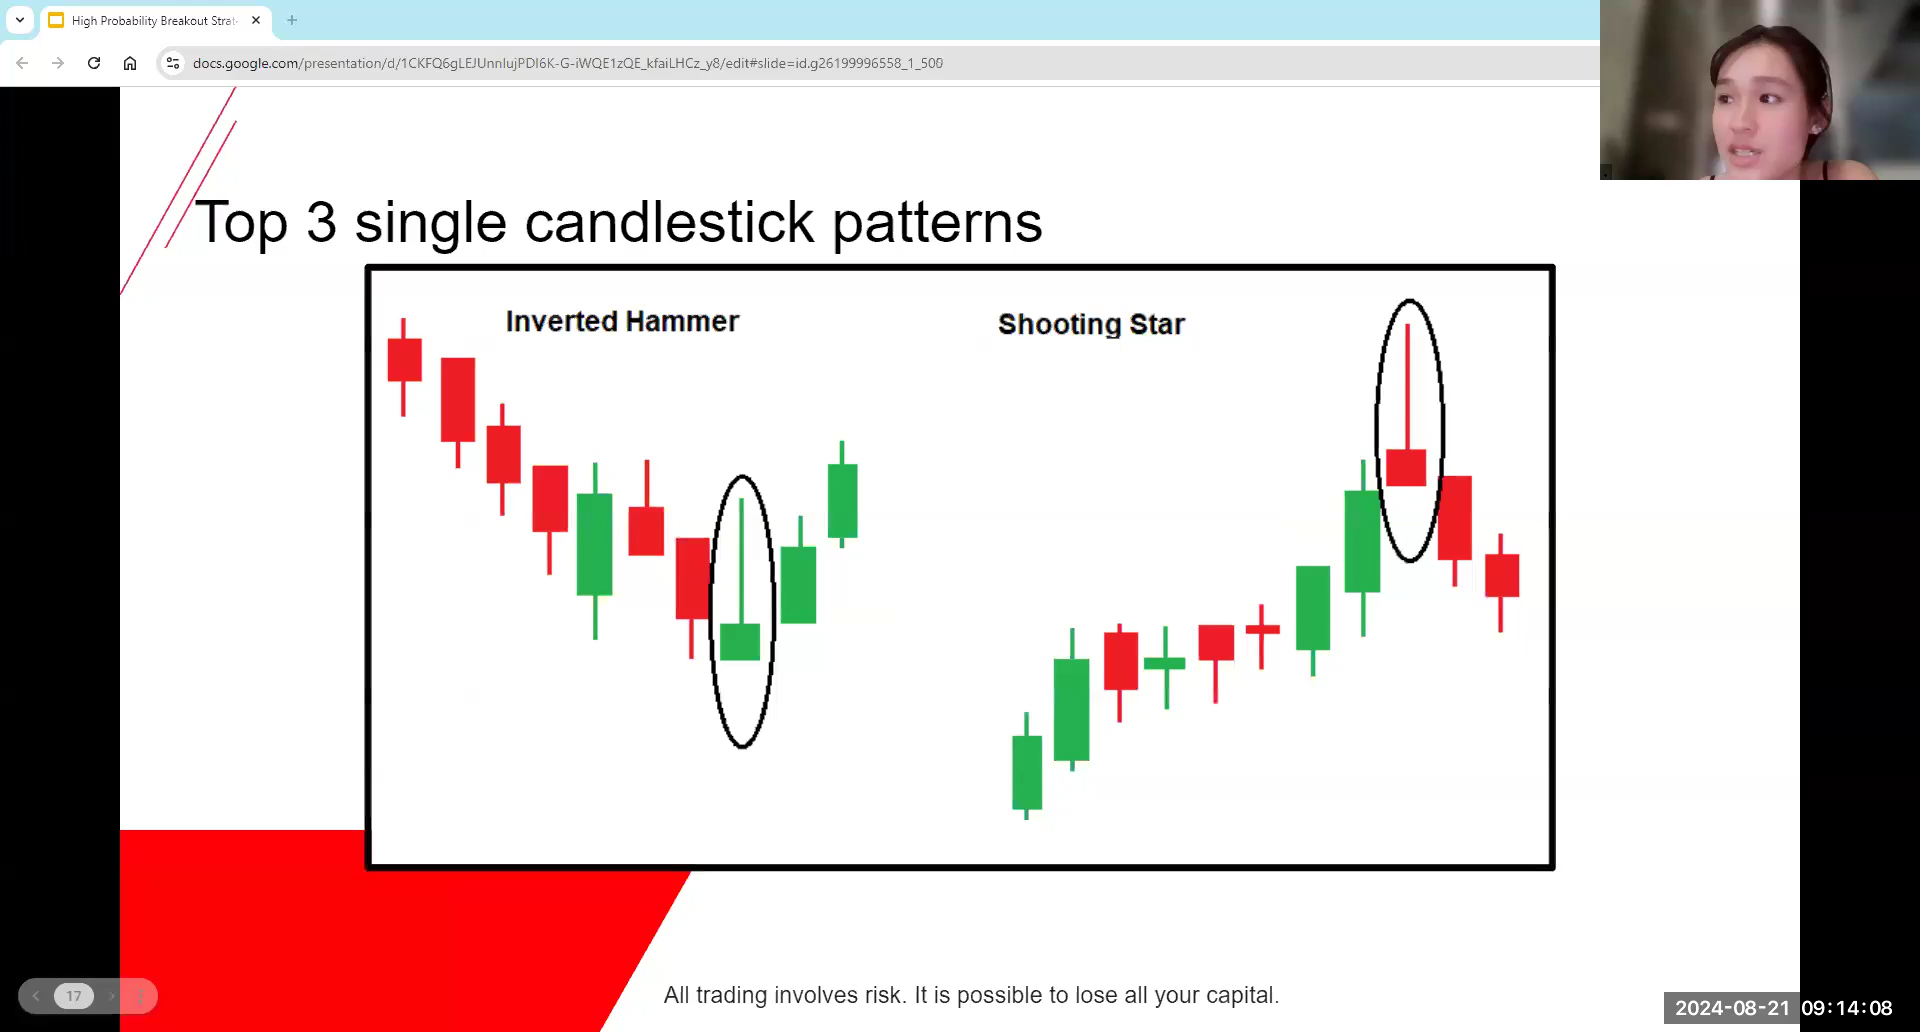 High Probability Breakout Strat
docs.google.com/presentation/d/1CKFQ6gLEJUnnlujPDI6K-G-iWQE1zQE_kfaiLHCz_y8/edit#slide=id.g26199996558_1_500
Top 3 single candlestick patterns
Inverted Hammer
Shooting Star
17
All trading involves risk. It is possible to lose all your capital.
2024-08-21 09:14:08